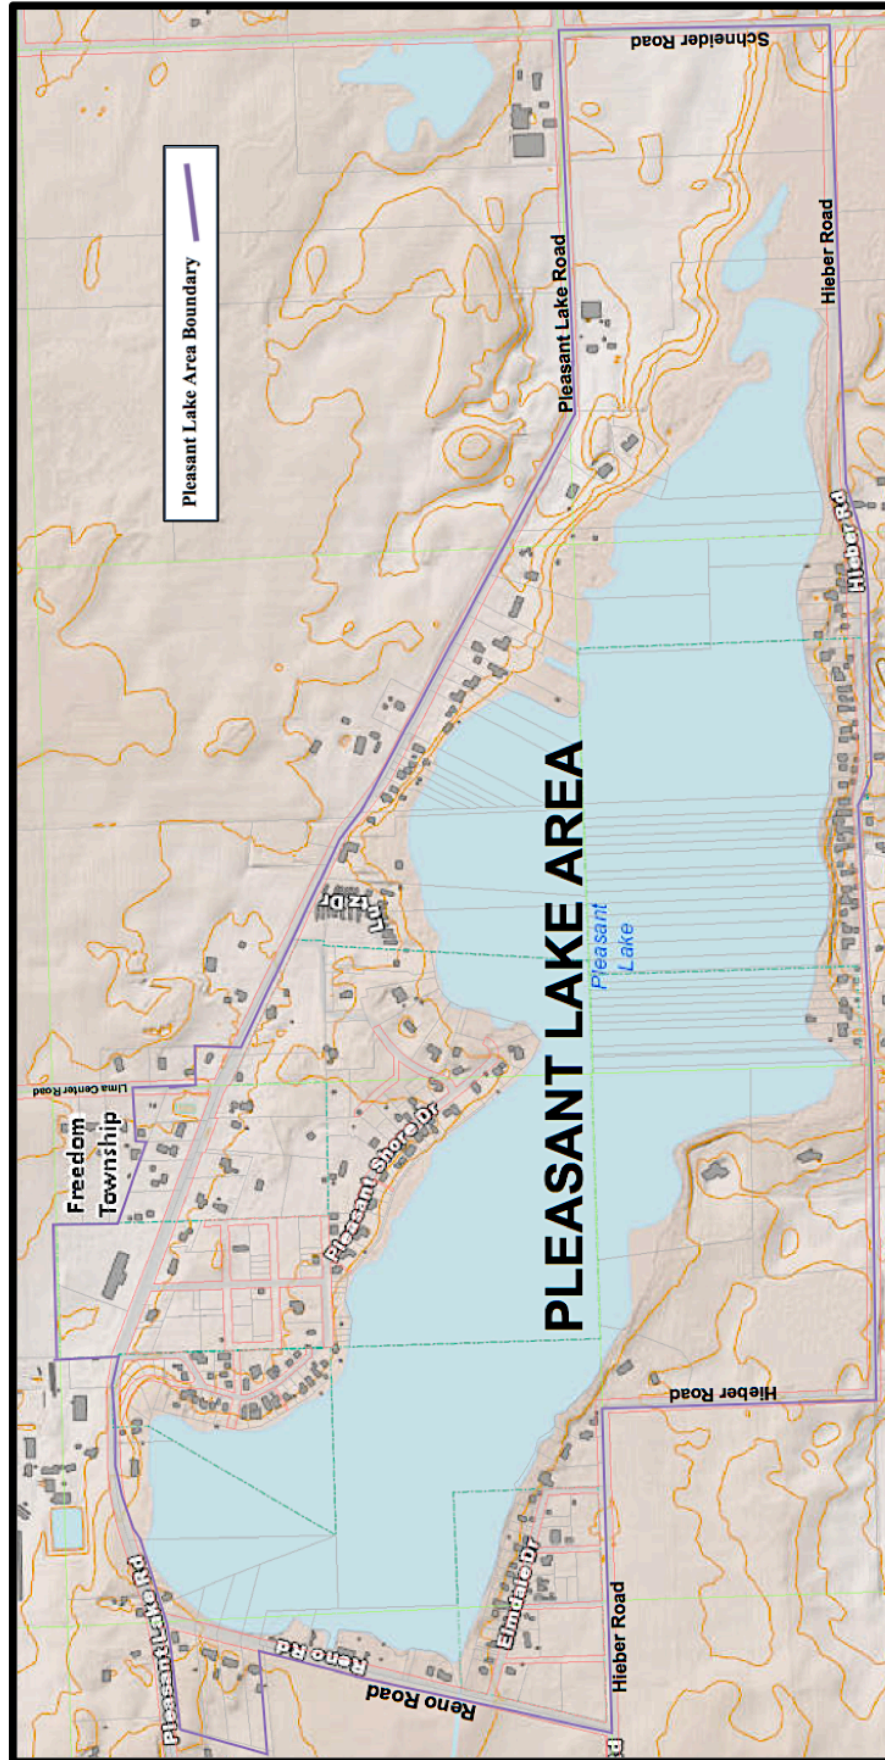 Schneider Road
Pleasant Lake Area Boundary
Pleasant Lake Road
Hieber Road
Hieber Rd
PLEASANT LAKE AREA
Pleasant
Lake
Luckhardt
Lima Center Road
Freedom
Township
Pleasant Shore Dr
Hieber Road
Elmdale Dr
Hieber Road
Pleasant Lake Rd
Reno Rd
Reno Road
Rd